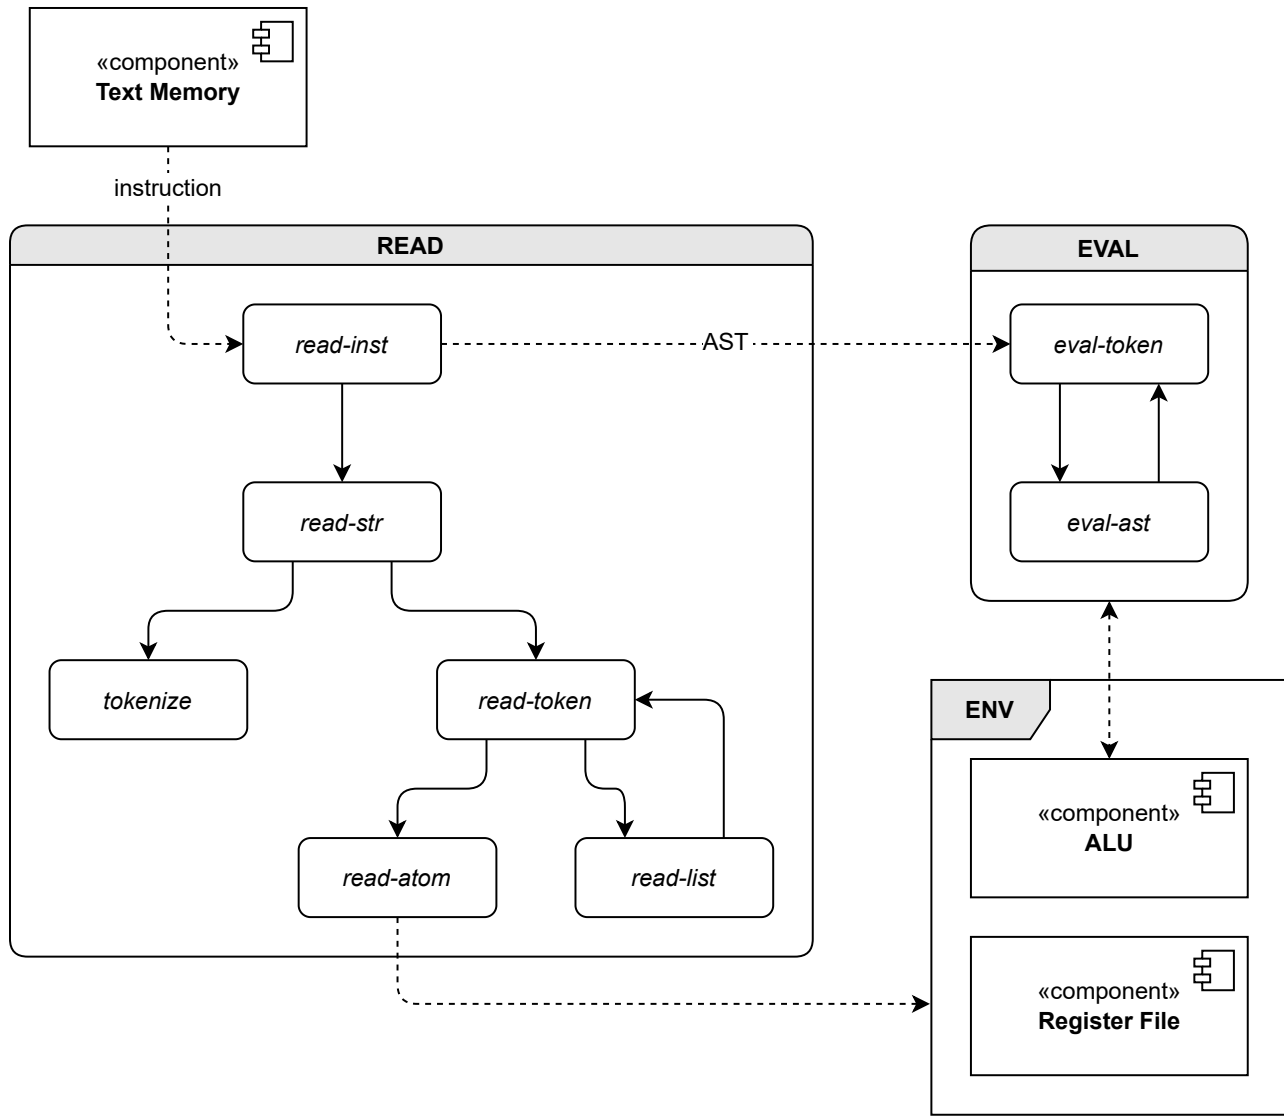 «component»
Text Memory
instruction
READ
EVAL
read-inst
AST
eval-token
read-str
eval-ast
tokenize
read-token
ENV
«component»
ALU
read-atom
read-list
«component»
Register File